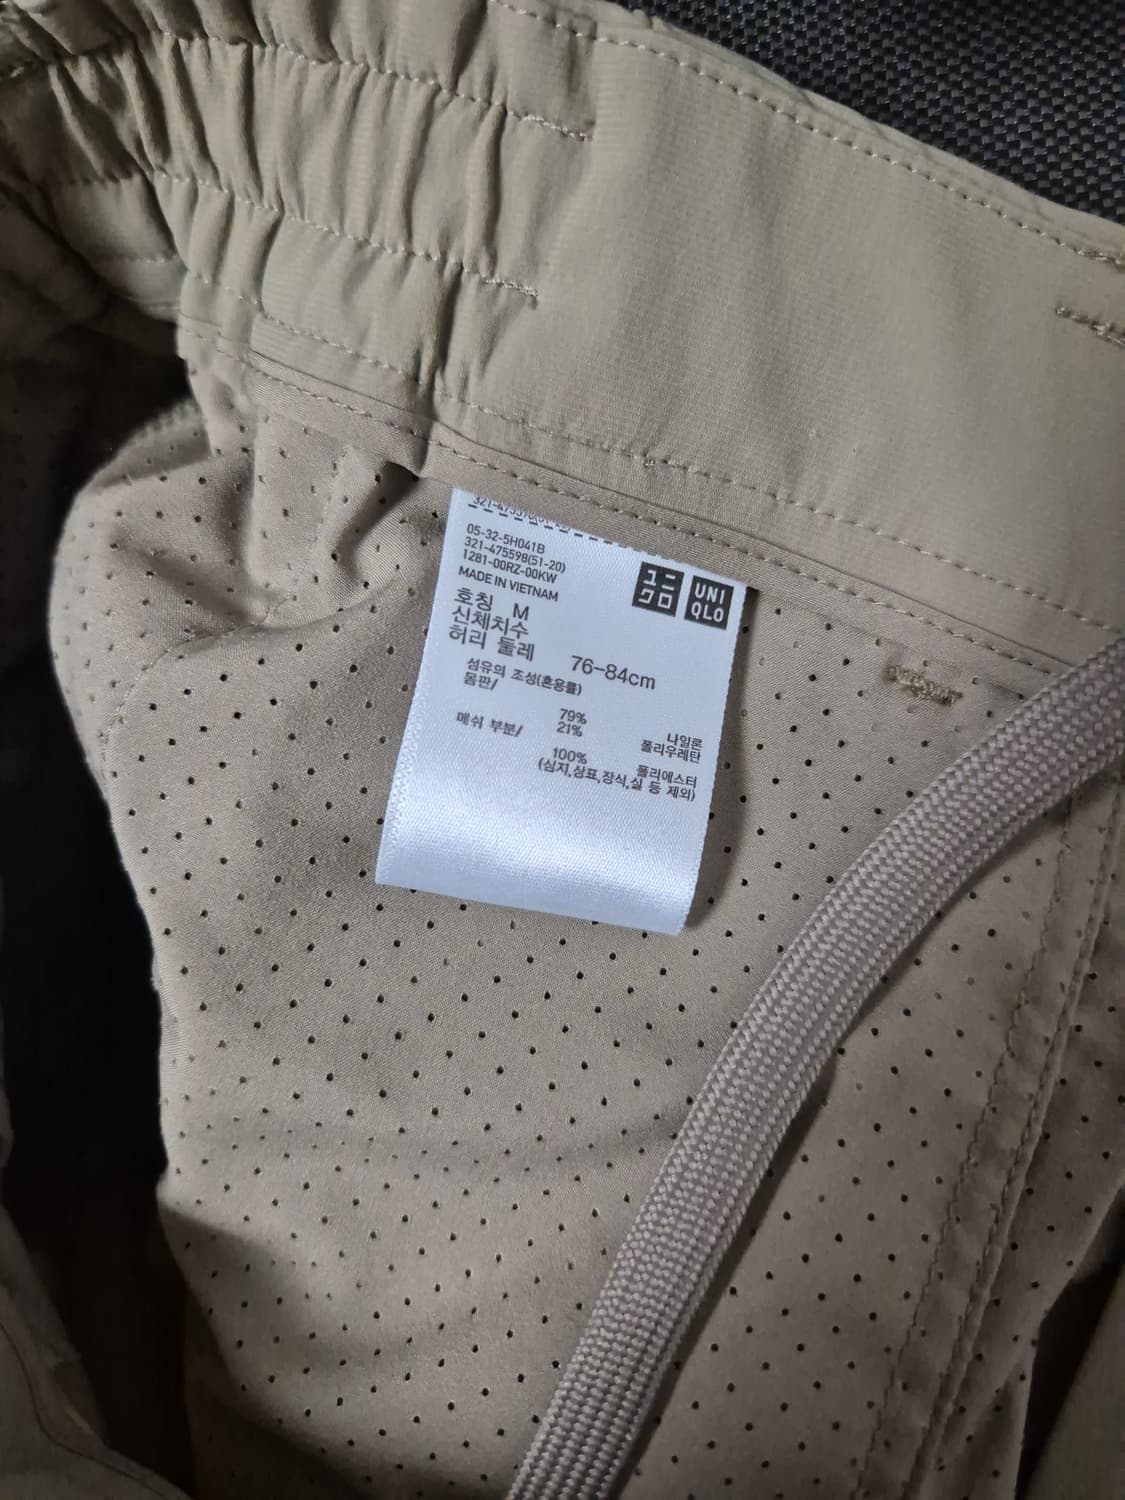 05-32-5H041B
321-475598(51-20)
1281-00RZ-00KW
MADE IN VIETNAM
ユニ
クロ
UNI
QLO
호칭 M
신체치수
허리 둘레 76-84cm
섬유의 조성(혼용률)
몸판/
79% 나일론
21% 폴리우레탄
메쉬 부분/
100% 폴리에스터
(심지,상표,장식,실 등 제외)